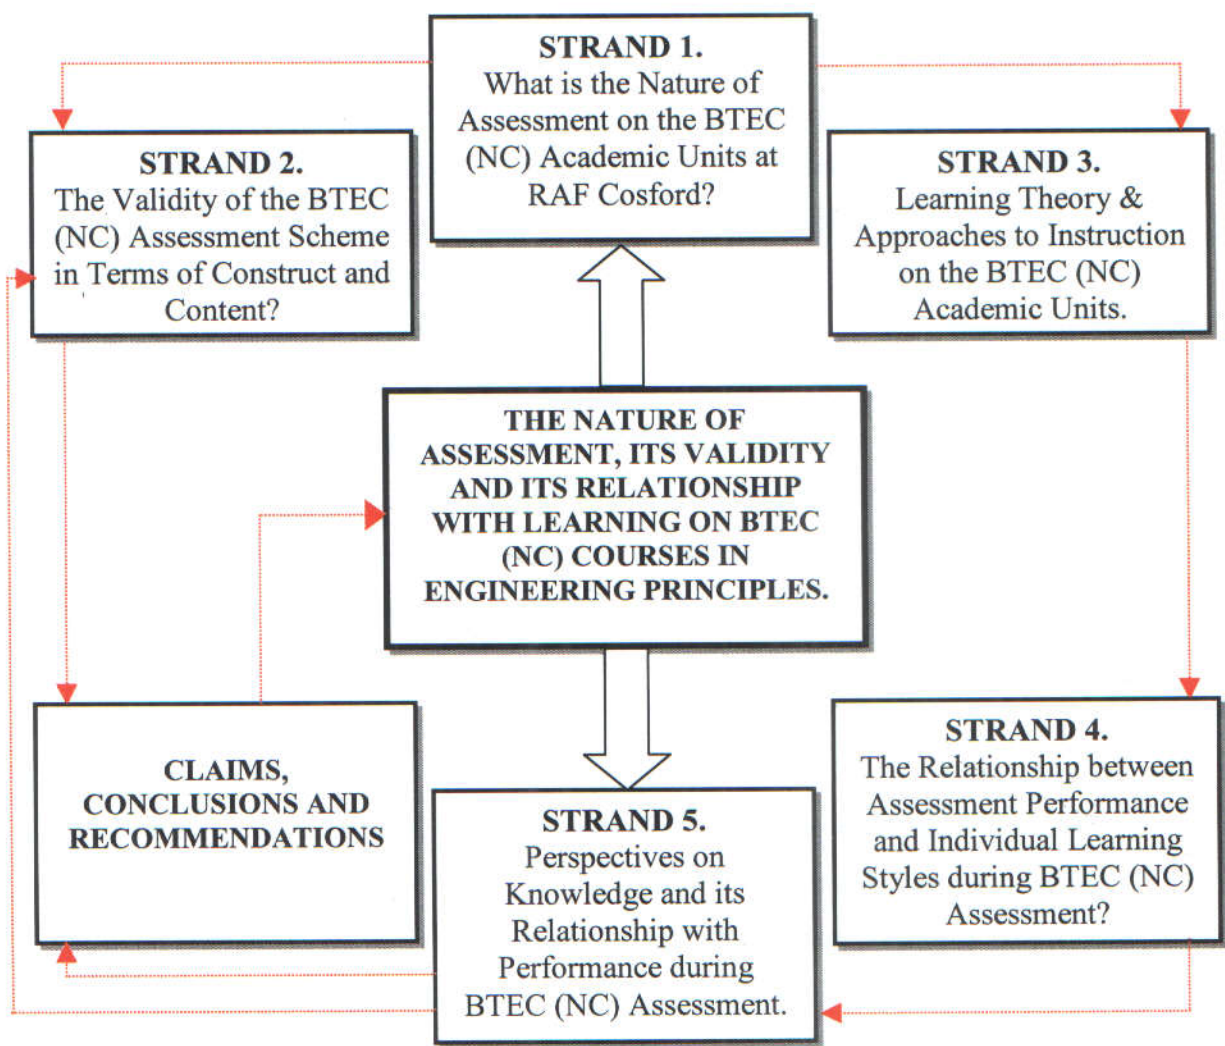 STRAND 1.
What is the Nature of
Assessment on the BTEC
(NC) Academic Units at
RAF Cosford?
STRAND 2.
The Validity of the BTEC
(NC) Assessment Scheme
in Terms of Construct and
Content?
STRAND 3.
Learning Theory &
Approaches to Instruction
on the BTEC (NC)
Academic Units.
THE NATURE OF
ASSESSMENT, ITS VALIDITY
AND ITS RELATIONSHIP
WITH LEARNING ON BTEC
(NC) COURSES IN
ENGINEERING PRINCIPLES.
CLAIMS,
CONCLUSIONS AND
RECOMMENDATIONS
STRAND 5.
Perspectives on
Knowledge and its
Relationship with
Performance during
BTEC (NC) Assessment.
STRAND 4.
The Relationship between
Assessment Performance
and Individual Learning
Styles during BTEC (NC)
Assessment?